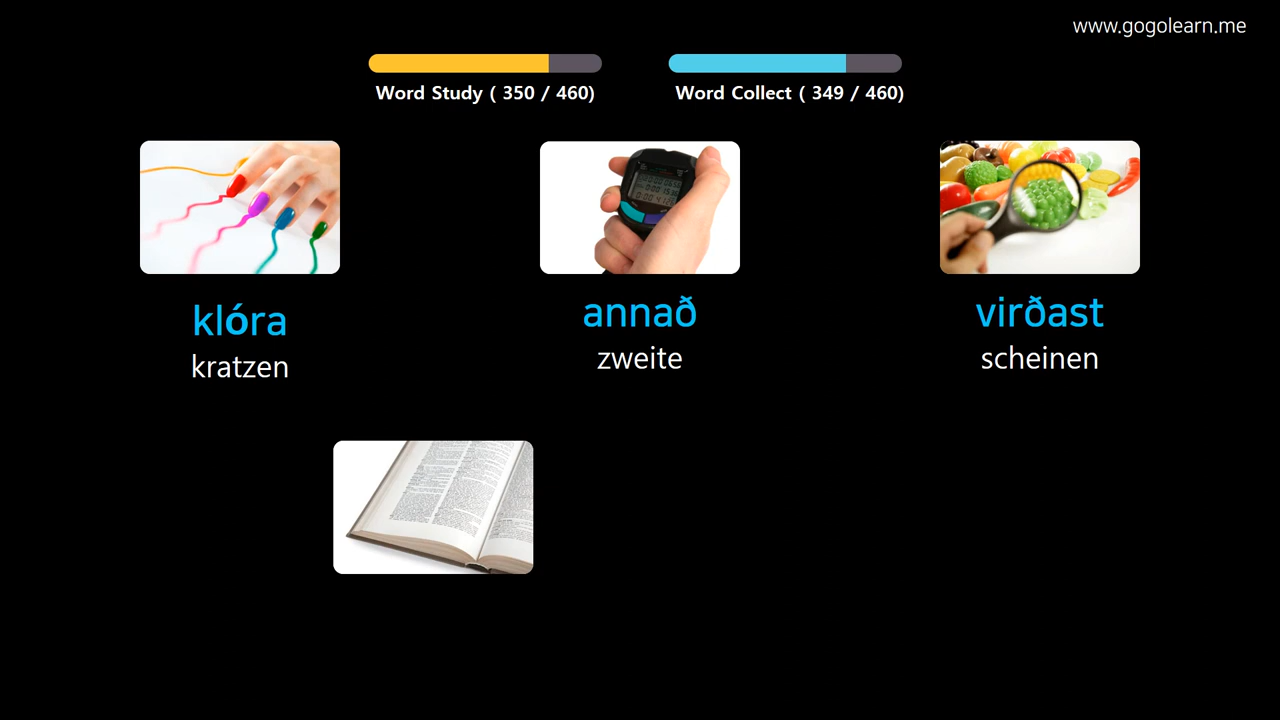 www.gogolearn.me
Word Study ( 350 / 460)
Word Collect ( 349 / 460)
klóra
kratzen
annað
zweite
virðast
scheinen